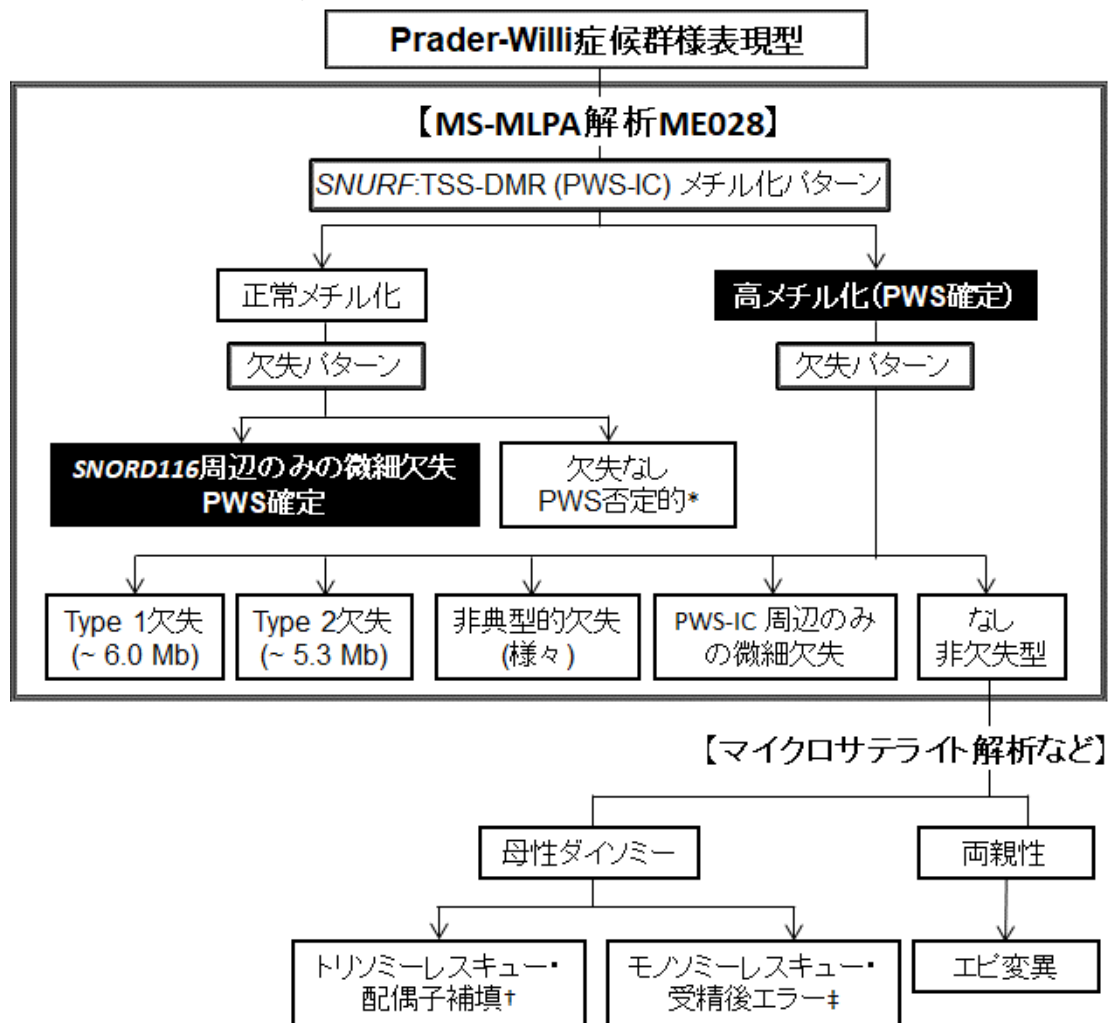 Prader-Willi症候群様表現型
【MS-MLPA解析ME028】
SNURF:TSS-DMR (PWS-IC) メチル化パターン
正常メチル化
高メチル化(PWS確定)
欠失パターン
欠失パターン
SNORD116周辺のみの微細欠失
PWS確定
欠失なし
PWS否定的*
Type 1欠失
(~ 6.0 Mb)
Type 2欠失
(~ 5.3 Mb)
非典型的欠失
(様々)
PWS-IC 周辺のみ
の微細欠失
なし
非欠失型
【マイクロサテライト解析など】
母性ダイソミー
両親性
トリソミーレスキュー・
配偶子補填†
モノソミーレスキュー・
受精後エラー‡
エピ変異